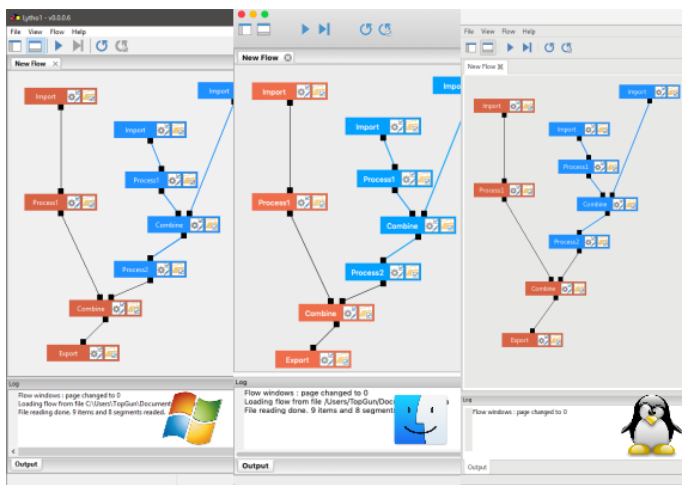 Lytho1 - v0.0.0.6
File View Flow Help
New Flow
Import
Import
Import
Process1
Process1
Combine
Process2
Combine
Export
Log
Flow windows : page changed to 0
Loading flow from file C:\Users\TopGun\Document
File reading done. 9 items and 8 segments readed.
Output
New Flow
Import
Impo
Import
Process1
Process1
Combine
Process2
Combine
Export
Log
Flow windows : page changed to 0
Loading flow from file /Users/TopGun/Doc
File reading done. 9 items and 8 segment
Output
File View Flow Help
New Flow
Import
Import
Import
Process1
Process1
Combine
Process2
Combine
Export
Log
Flow windows : page changed to 0
Output